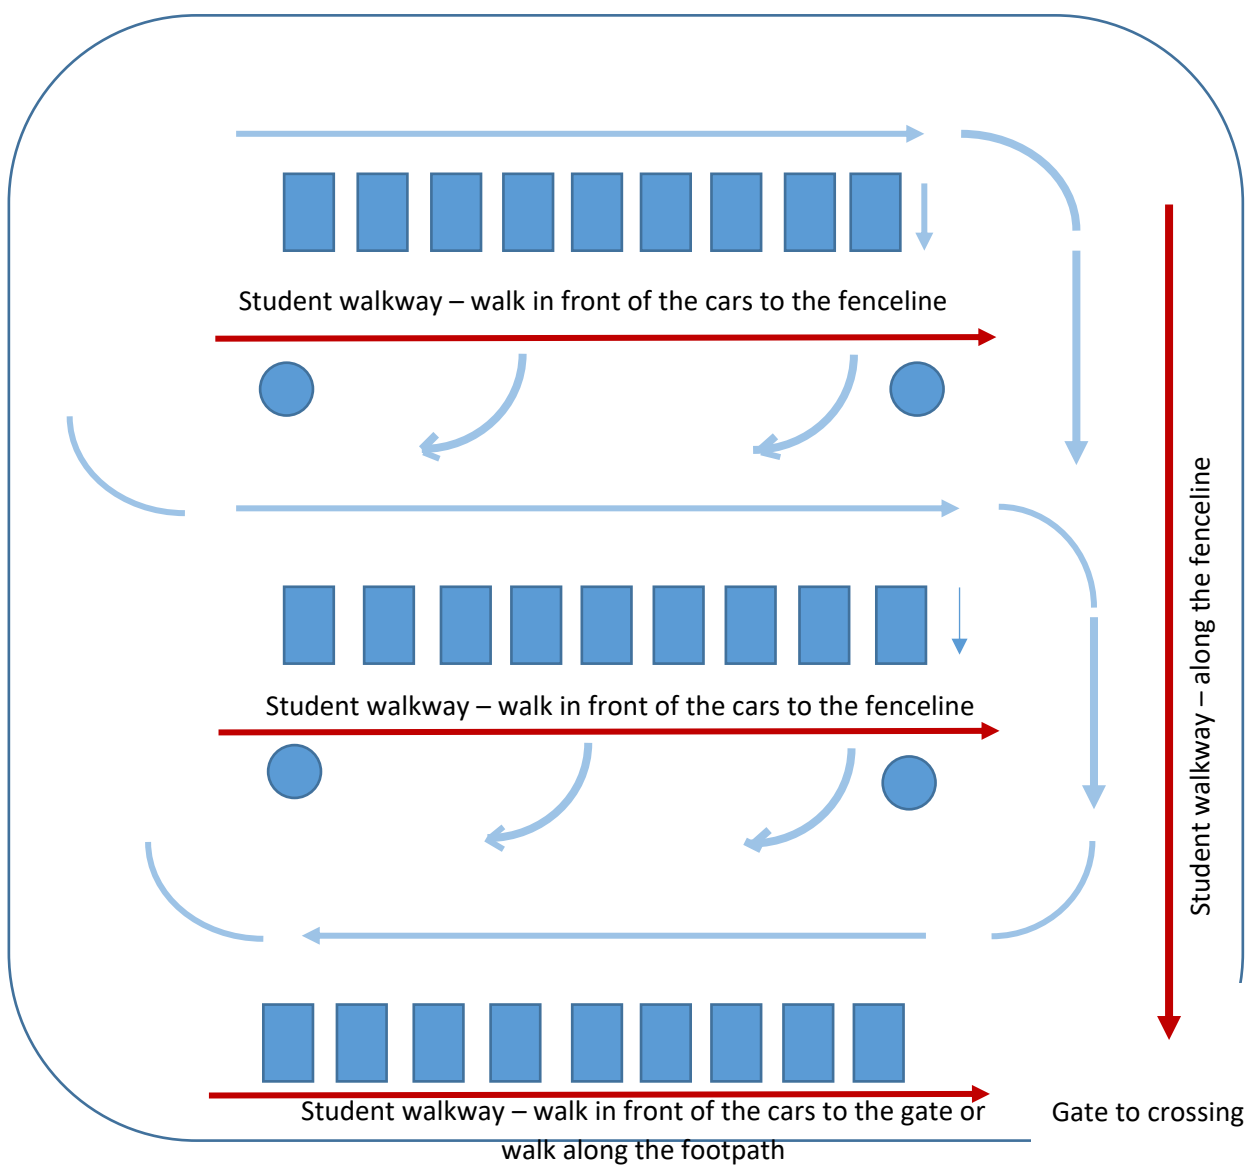 Student walkway – walk in front of the cars to the fenceline
Student walkway – along the fenceline
Student walkway – walk in front of the cars to the fenceline
Student walkway – walk in front of the cars to the gate or
walk along the footpath
Gate to crossing